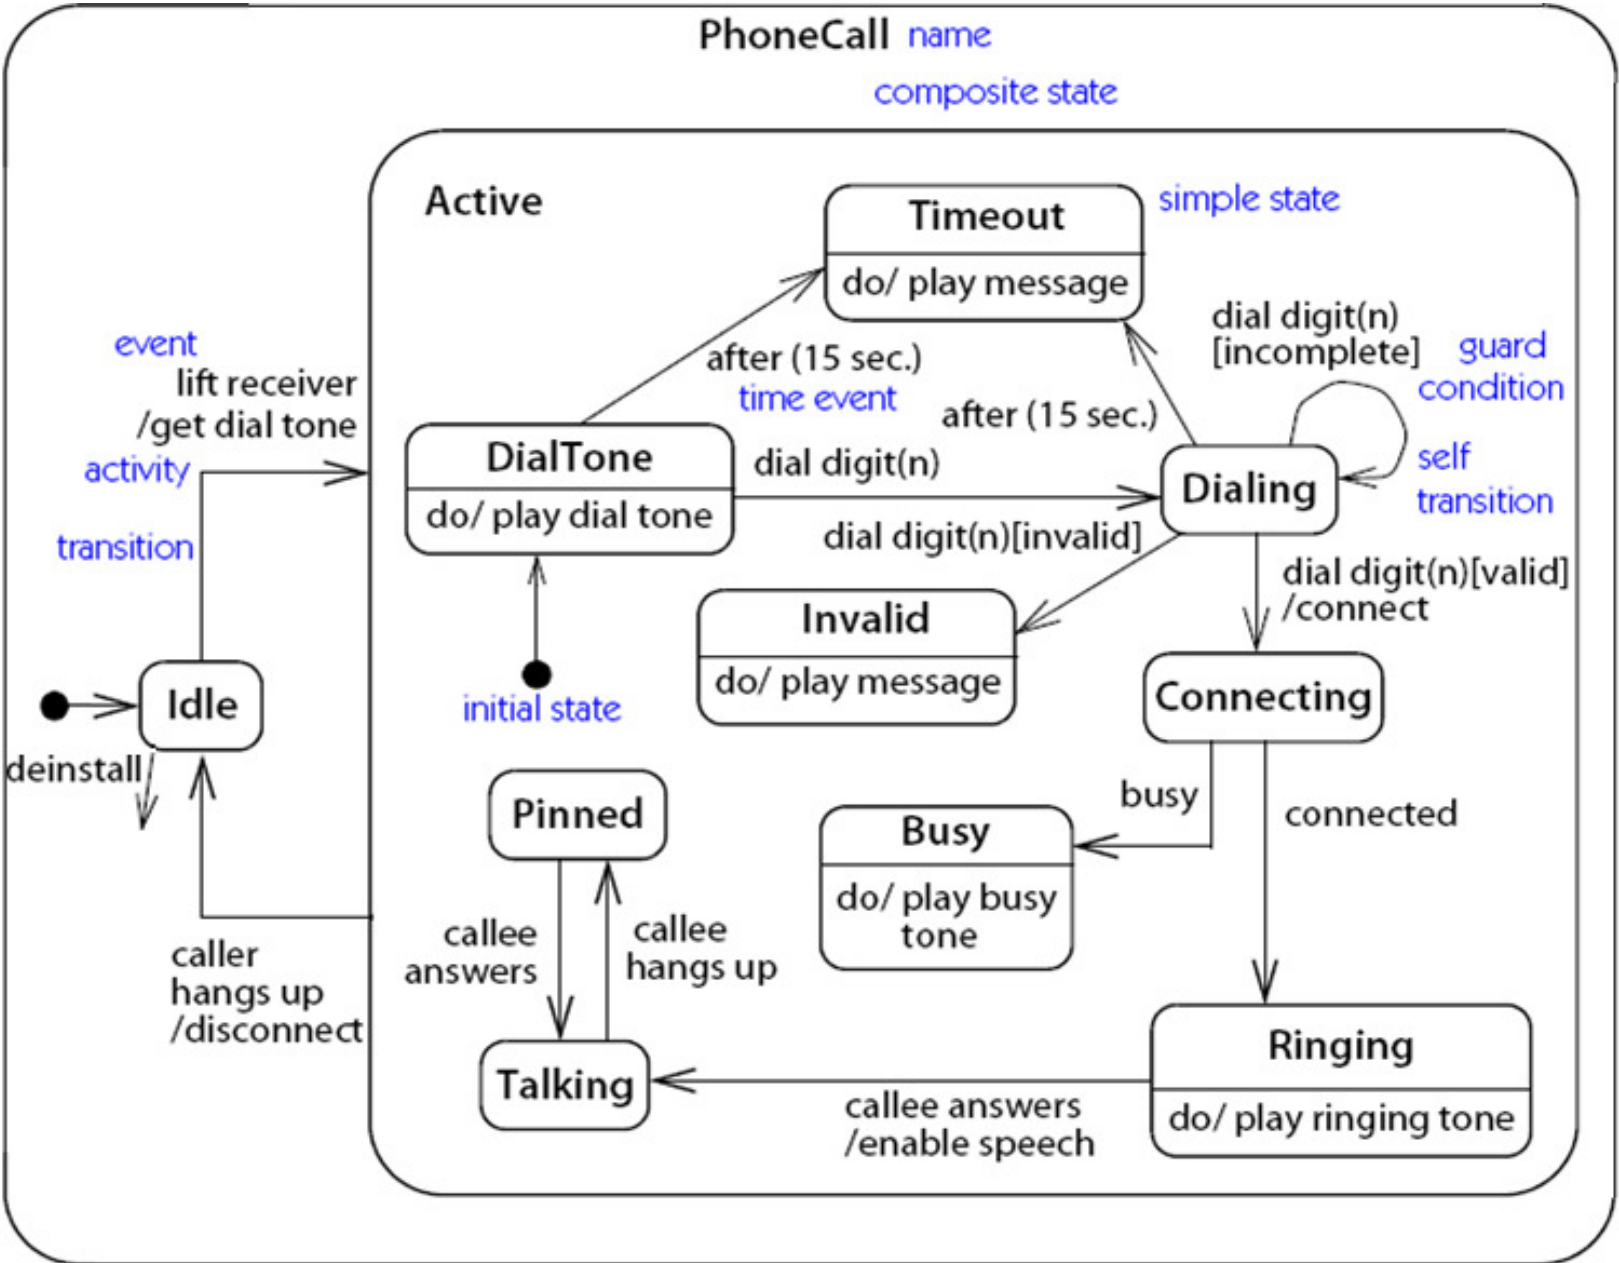 PhoneCall name
composite state
Active
Timeout
simple state
do/ play message
event
lift receiver
/get dial tone
activity
transition
after (15 sec.)
time event
after (15 sec.)
dial digit(n)
[incomplete]
guard
condition
self
transition
DialTone
do/ play dial tone
dial digit(n)
Dialing
dial digit(n)[invalid]
dial digit(n)[valid]
/connect
Invalid
do/ play message
initial state
Idle
deinstall
Connecting
Pinned
busy
connected
Busy
do/ play busy
tone
callee
answers
callee
hangs up
caller
hangs up
/disconnect
Talking
callee answers
/enable speech
Ringing
do/ play ringing tone